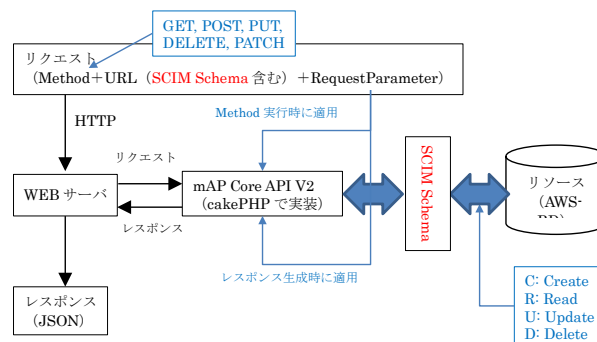 GET, POST, PUT,
DELETE, PATCH
リクエスト
（Method＋URL（SCIM Schema 含む）＋RequestParameter）
Method 実行時に適用
HTTP
リクエスト
WEB サーバ
mAP Core API V2
（cakePHP で実装）
SCIM Schema
リソース
（AWS-
レスポンス
レスポンス生成時に適用
レスポンス
（JSON）
C: Create
R: Read
U: Update
D: Delete